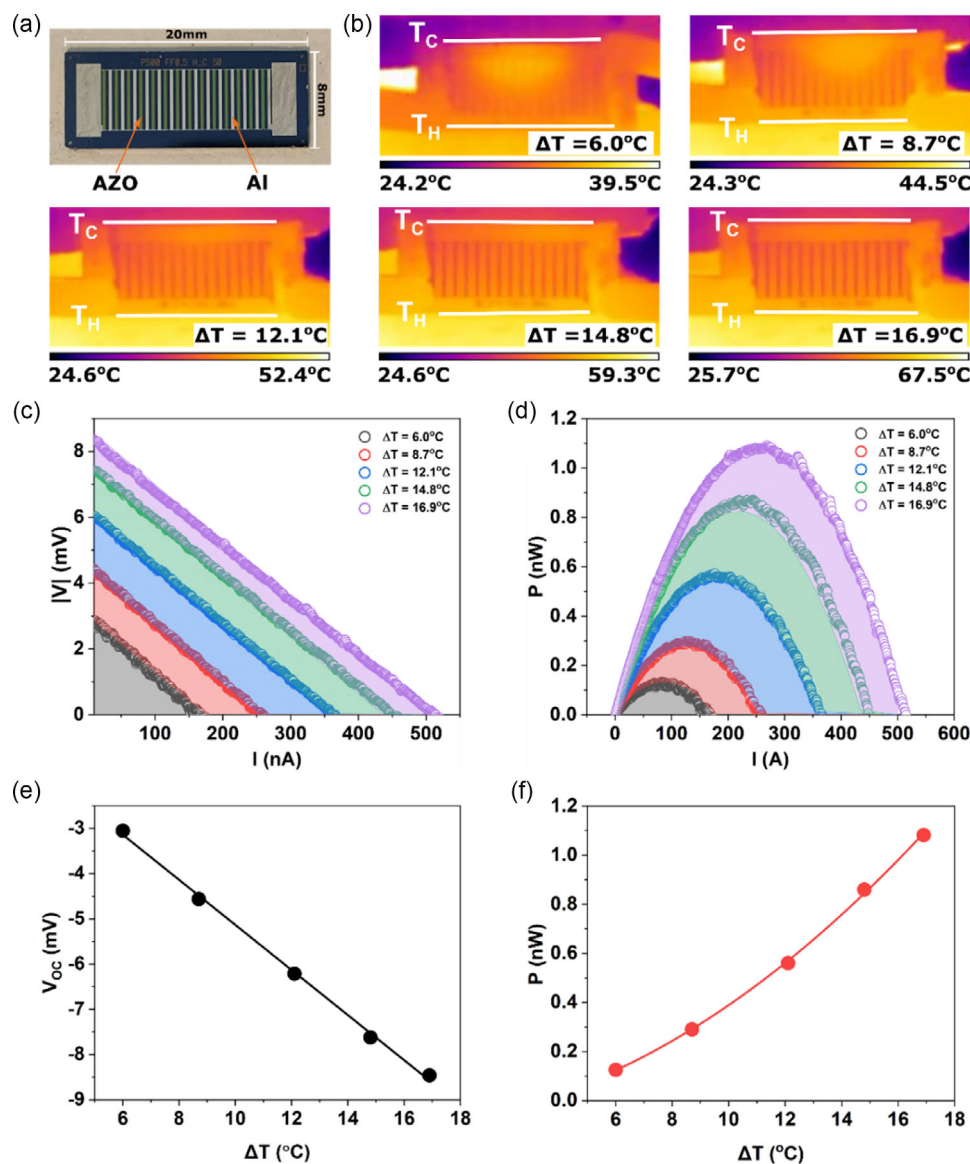 (a)
20mm
P500 FF0.5 H_C 50
8mm
AZO
Al
(b)
T_C
T_H
ΔT =6.0°C
24.2°C 39.5°C
T_C
T_H
ΔT = 8.7°C
24.3°C 44.5°C
T_C
T_H
ΔT = 12.1°C
24.6°C 52.4°C
T_C
T_H
ΔT =14.8°C
24.6°C 59.3°C
T_C
T_H
ΔT =16.9°C
25.7°C 67.5°C
(c)
|V| (mV)
8
6
4
2
0
100 200 300 400 500
I (nA)
ΔT = 6.0°C
ΔT = 8.7°C
ΔT = 12.1°C
ΔT = 14.8°C
ΔT = 16.9°C
(d)
P (nW)
1.2
1.0
0.8
0.6
0.4
0.2
0.0
0 100 200 300 400 500 600
I (A)
ΔT = 6.0°C
ΔT = 8.7°C
ΔT = 12.1°C
ΔT = 14.8°C
ΔT = 16.9°C
(e)
V_OC (mV)
-3
-4
-5
-6
-7
-8
-9
6 8 10 12 14 16 18
ΔT (°C)
(f)
P (nW)
1.2
1.0
0.8
0.6
0.4
0.2
0.0
6 8 10 12 14 16 18
ΔT (°C)